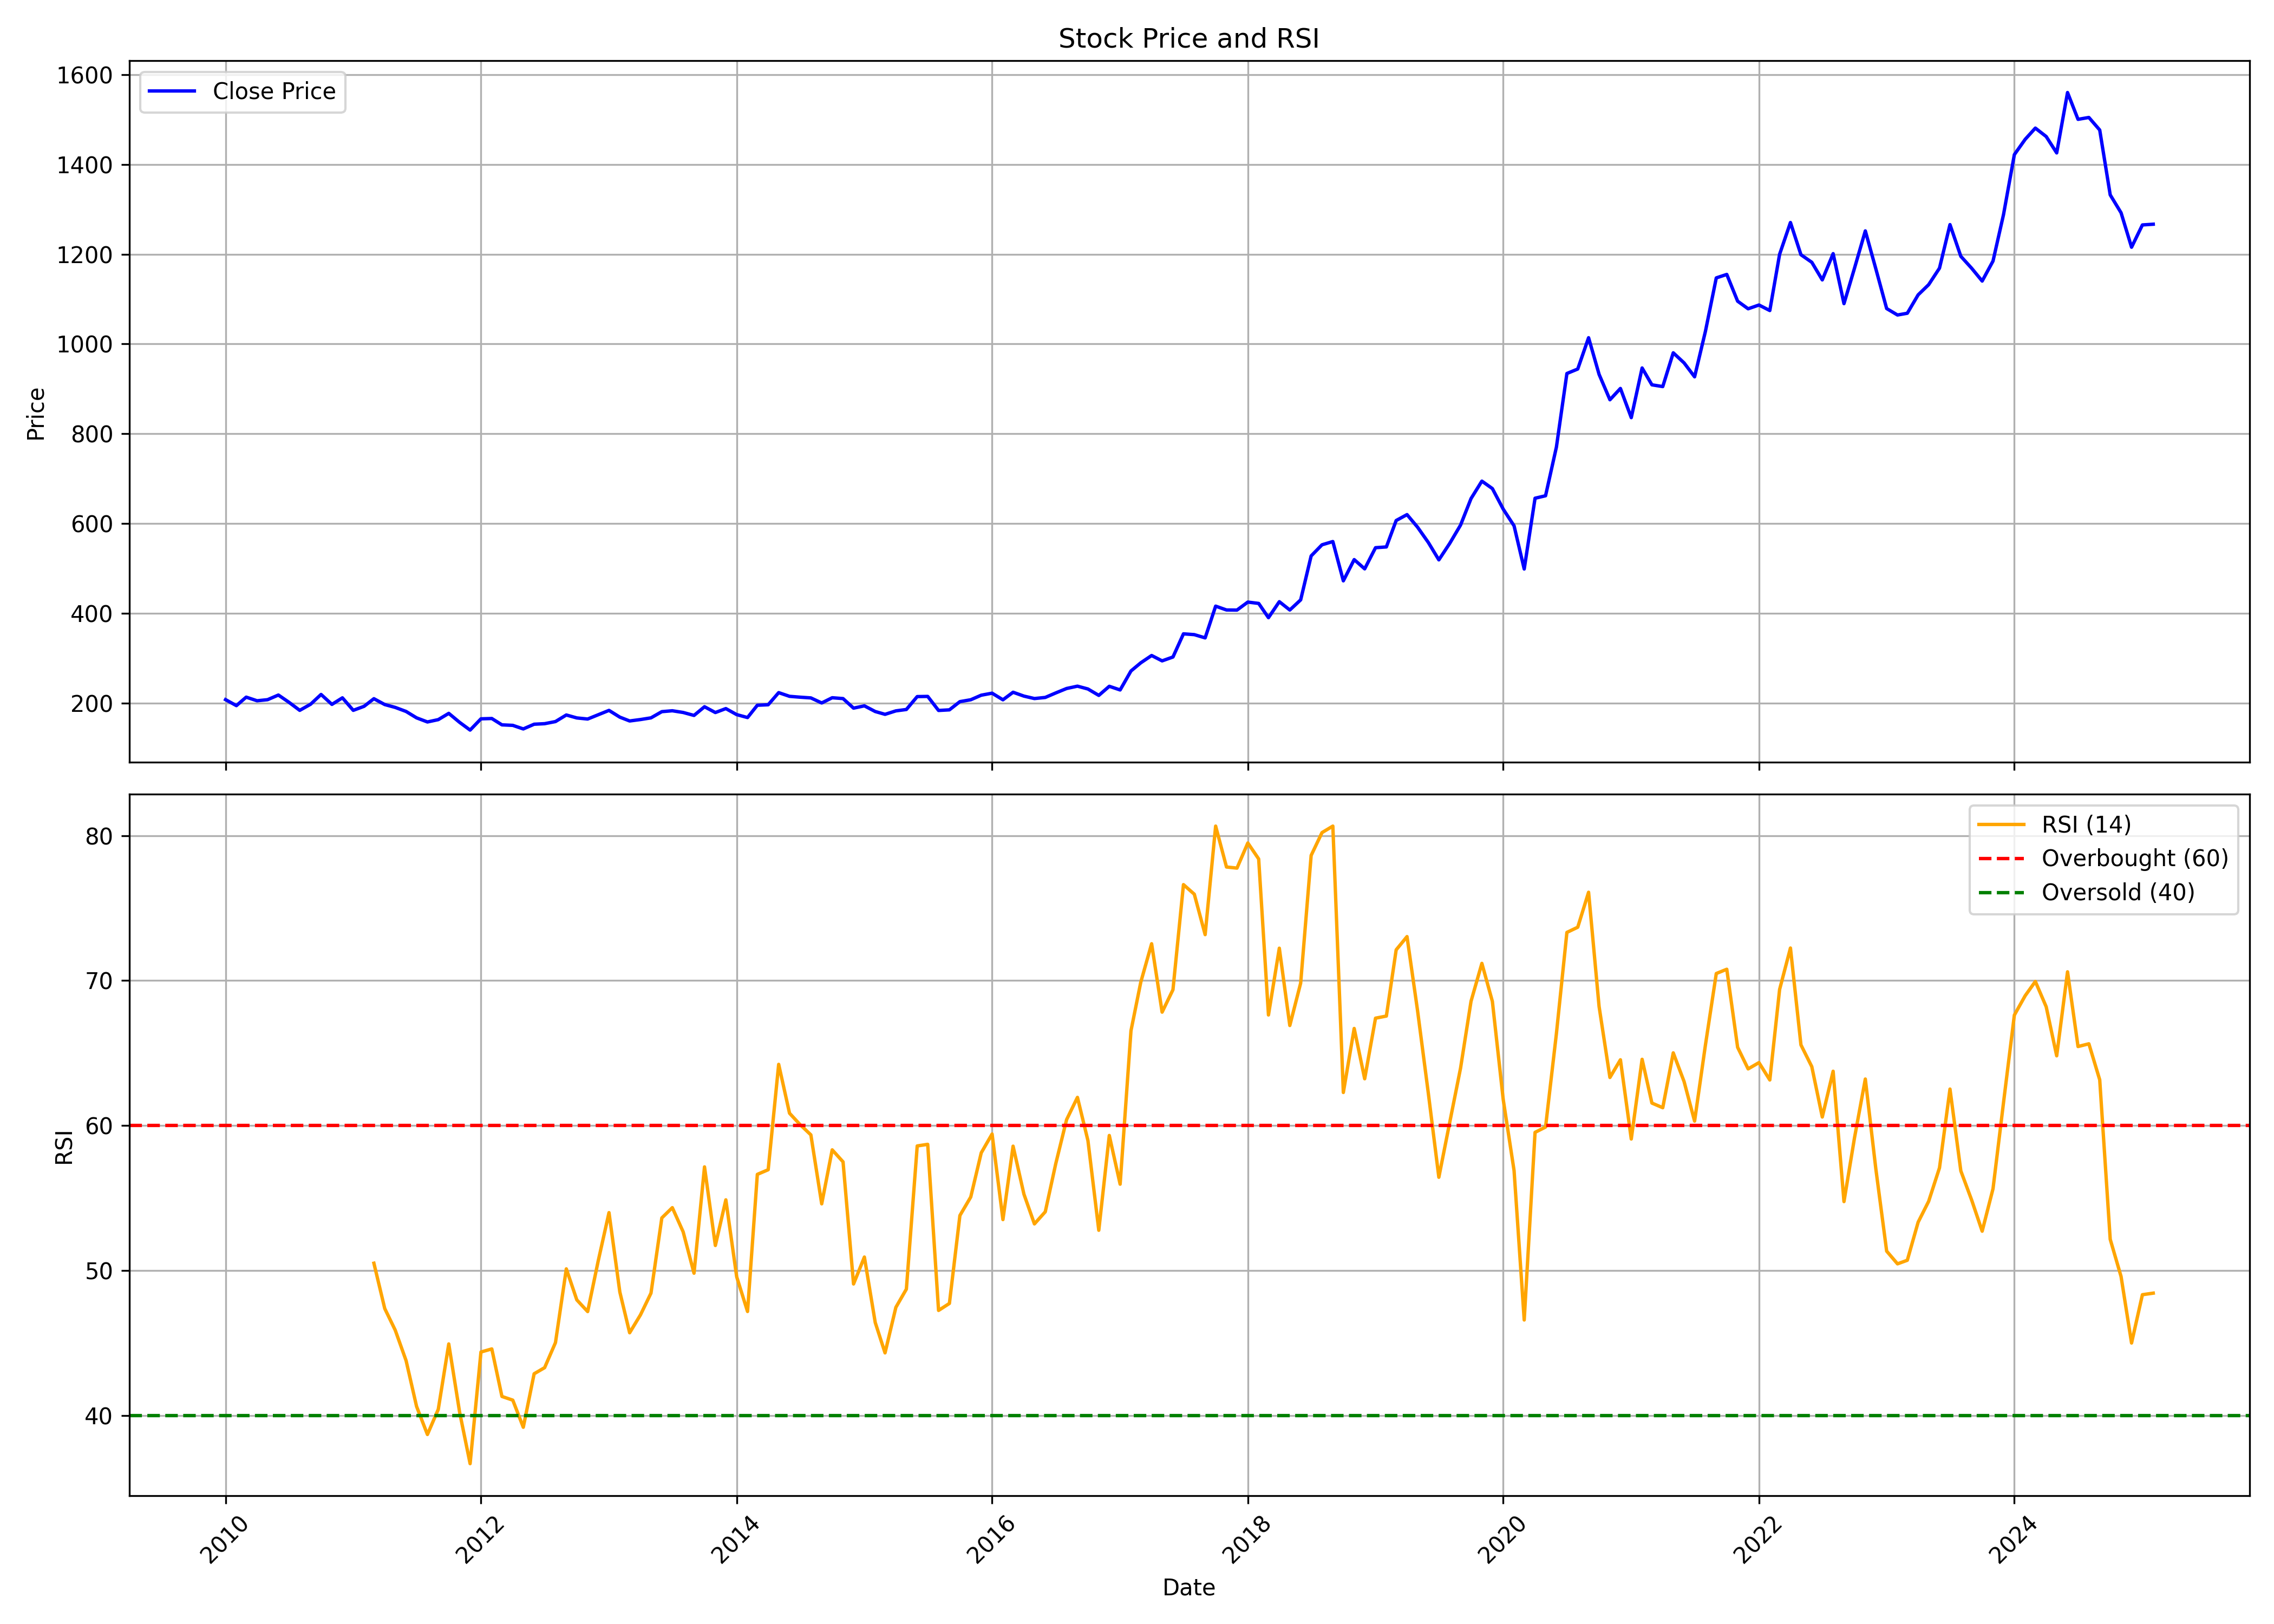 Stock Price and RSI
1600
1400
1200
1000
800
600
400
200
Price
Close Price
80
70
60
50
40
RSI
RSI (14)
Overbought (60)
Oversold (40)
2010
2012
2014
2016
2018
2020
2022
2024
Date